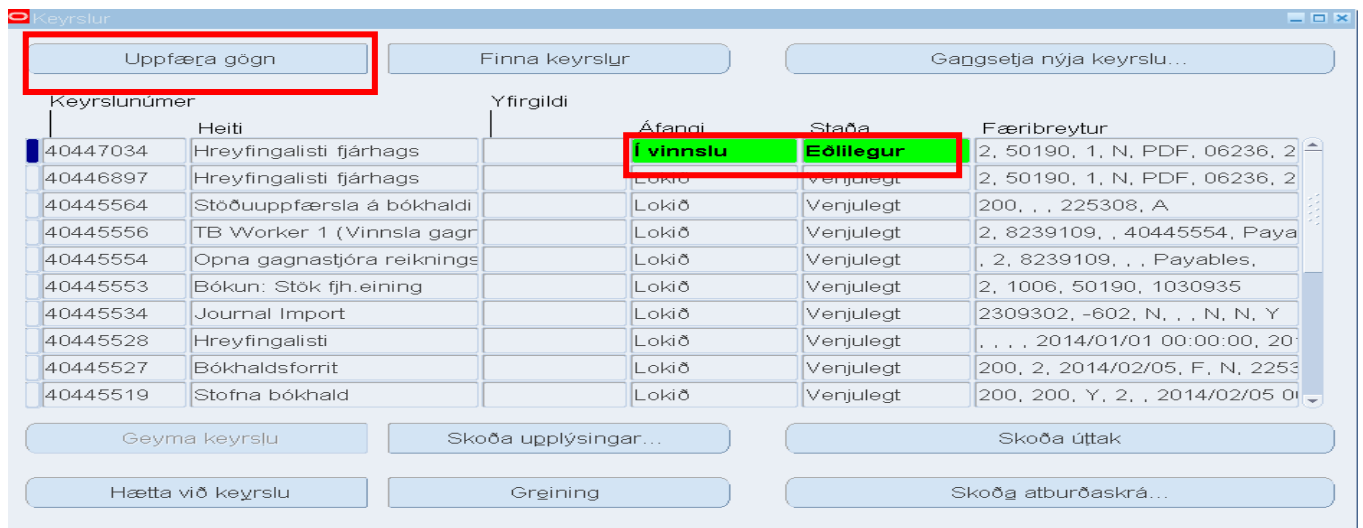 Keyrslur
Uppfæra gögn Finna keyrslur Gangsetja nýja keyrslu...
Keyrslunúmer Yfirgildi
Heiti Áfangi Staða Færibreytur
40447034 Hreyfingalisti fjárhags Í vinnslu Eðlilegur 2, 50190, 1, N, PDF, 06236, 2
40446897 Hreyfingalisti fjárhags Lokið Venjulegt 2, 50190, 1, N, PDF, 06236, 2
40445564 Stöðuuppfærsla á bókhaldi Lokið Venjulegt 200, , , 225308, A
40445556 TB Worker 1 (Vinnsla gagn Lokið Venjulegt 2, 8239109, , 40445554, Paya
40445554 Opna gagnastjóra reiknings Lokið Venjulegt , 2, 8239109, , , Payables,
40445553 Bókun: Stök fjh.eining Lokið Venjulegt 2, 1006, 50190, 1030935
40445534 Journal Import Lokið Venjulegt 2309302, -602, N, , , N, N, Y
40445528 Hreyfingalisti Lokið Venjulegt , , , , 2014/01/01 00:00:00, 20
40445527 Bókhaldsforrit Lokið Venjulegt 200, 2, 2014/02/05, F, N, 2253
40445519 Stofna bókhald Lokið Venjulegt 200, 200, Y, 2, , 2014/02/05 0
Geyma keyrslu Skoða upplýsingar... Skoða úttak
Hætta við keyrslu Greining Skoða atburðaskrá...